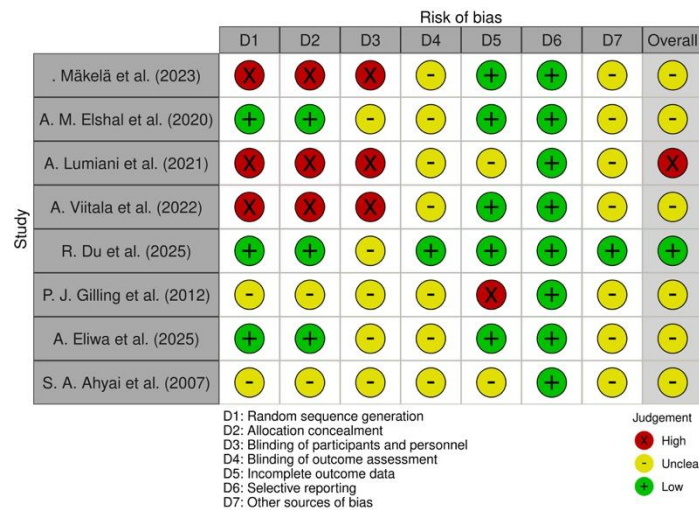 Risk of bias
D1 D2 D3 D4 D5 D6 D7 Overall
Study
. Mäkelä et al. (2023) X X X - + + - -
A. M. Elshal et al. (2020) + + - - + + - -
A. Lumiani et al. (2021) X X X - - + - X
A. Viitala et al. (2022) X X X - + + - -
R. Du et al. (2025) + + - + + + + +
P. J. Gilling et al. (2012) - - - - X + - -
A. Eliwa et al. (2025) + + - - + + - -
S. A. Ahyai et al. (2007) - - - - - + - -
D1: Random sequence generation
D2: Allocation concealment
D3: Blinding of participants and personnel
D4: Blinding of outcome assessment
D5: Incomplete outcome data
D6: Selective reporting
D7: Other sources of bias
Judgement
X High
- Unclea
+ Low